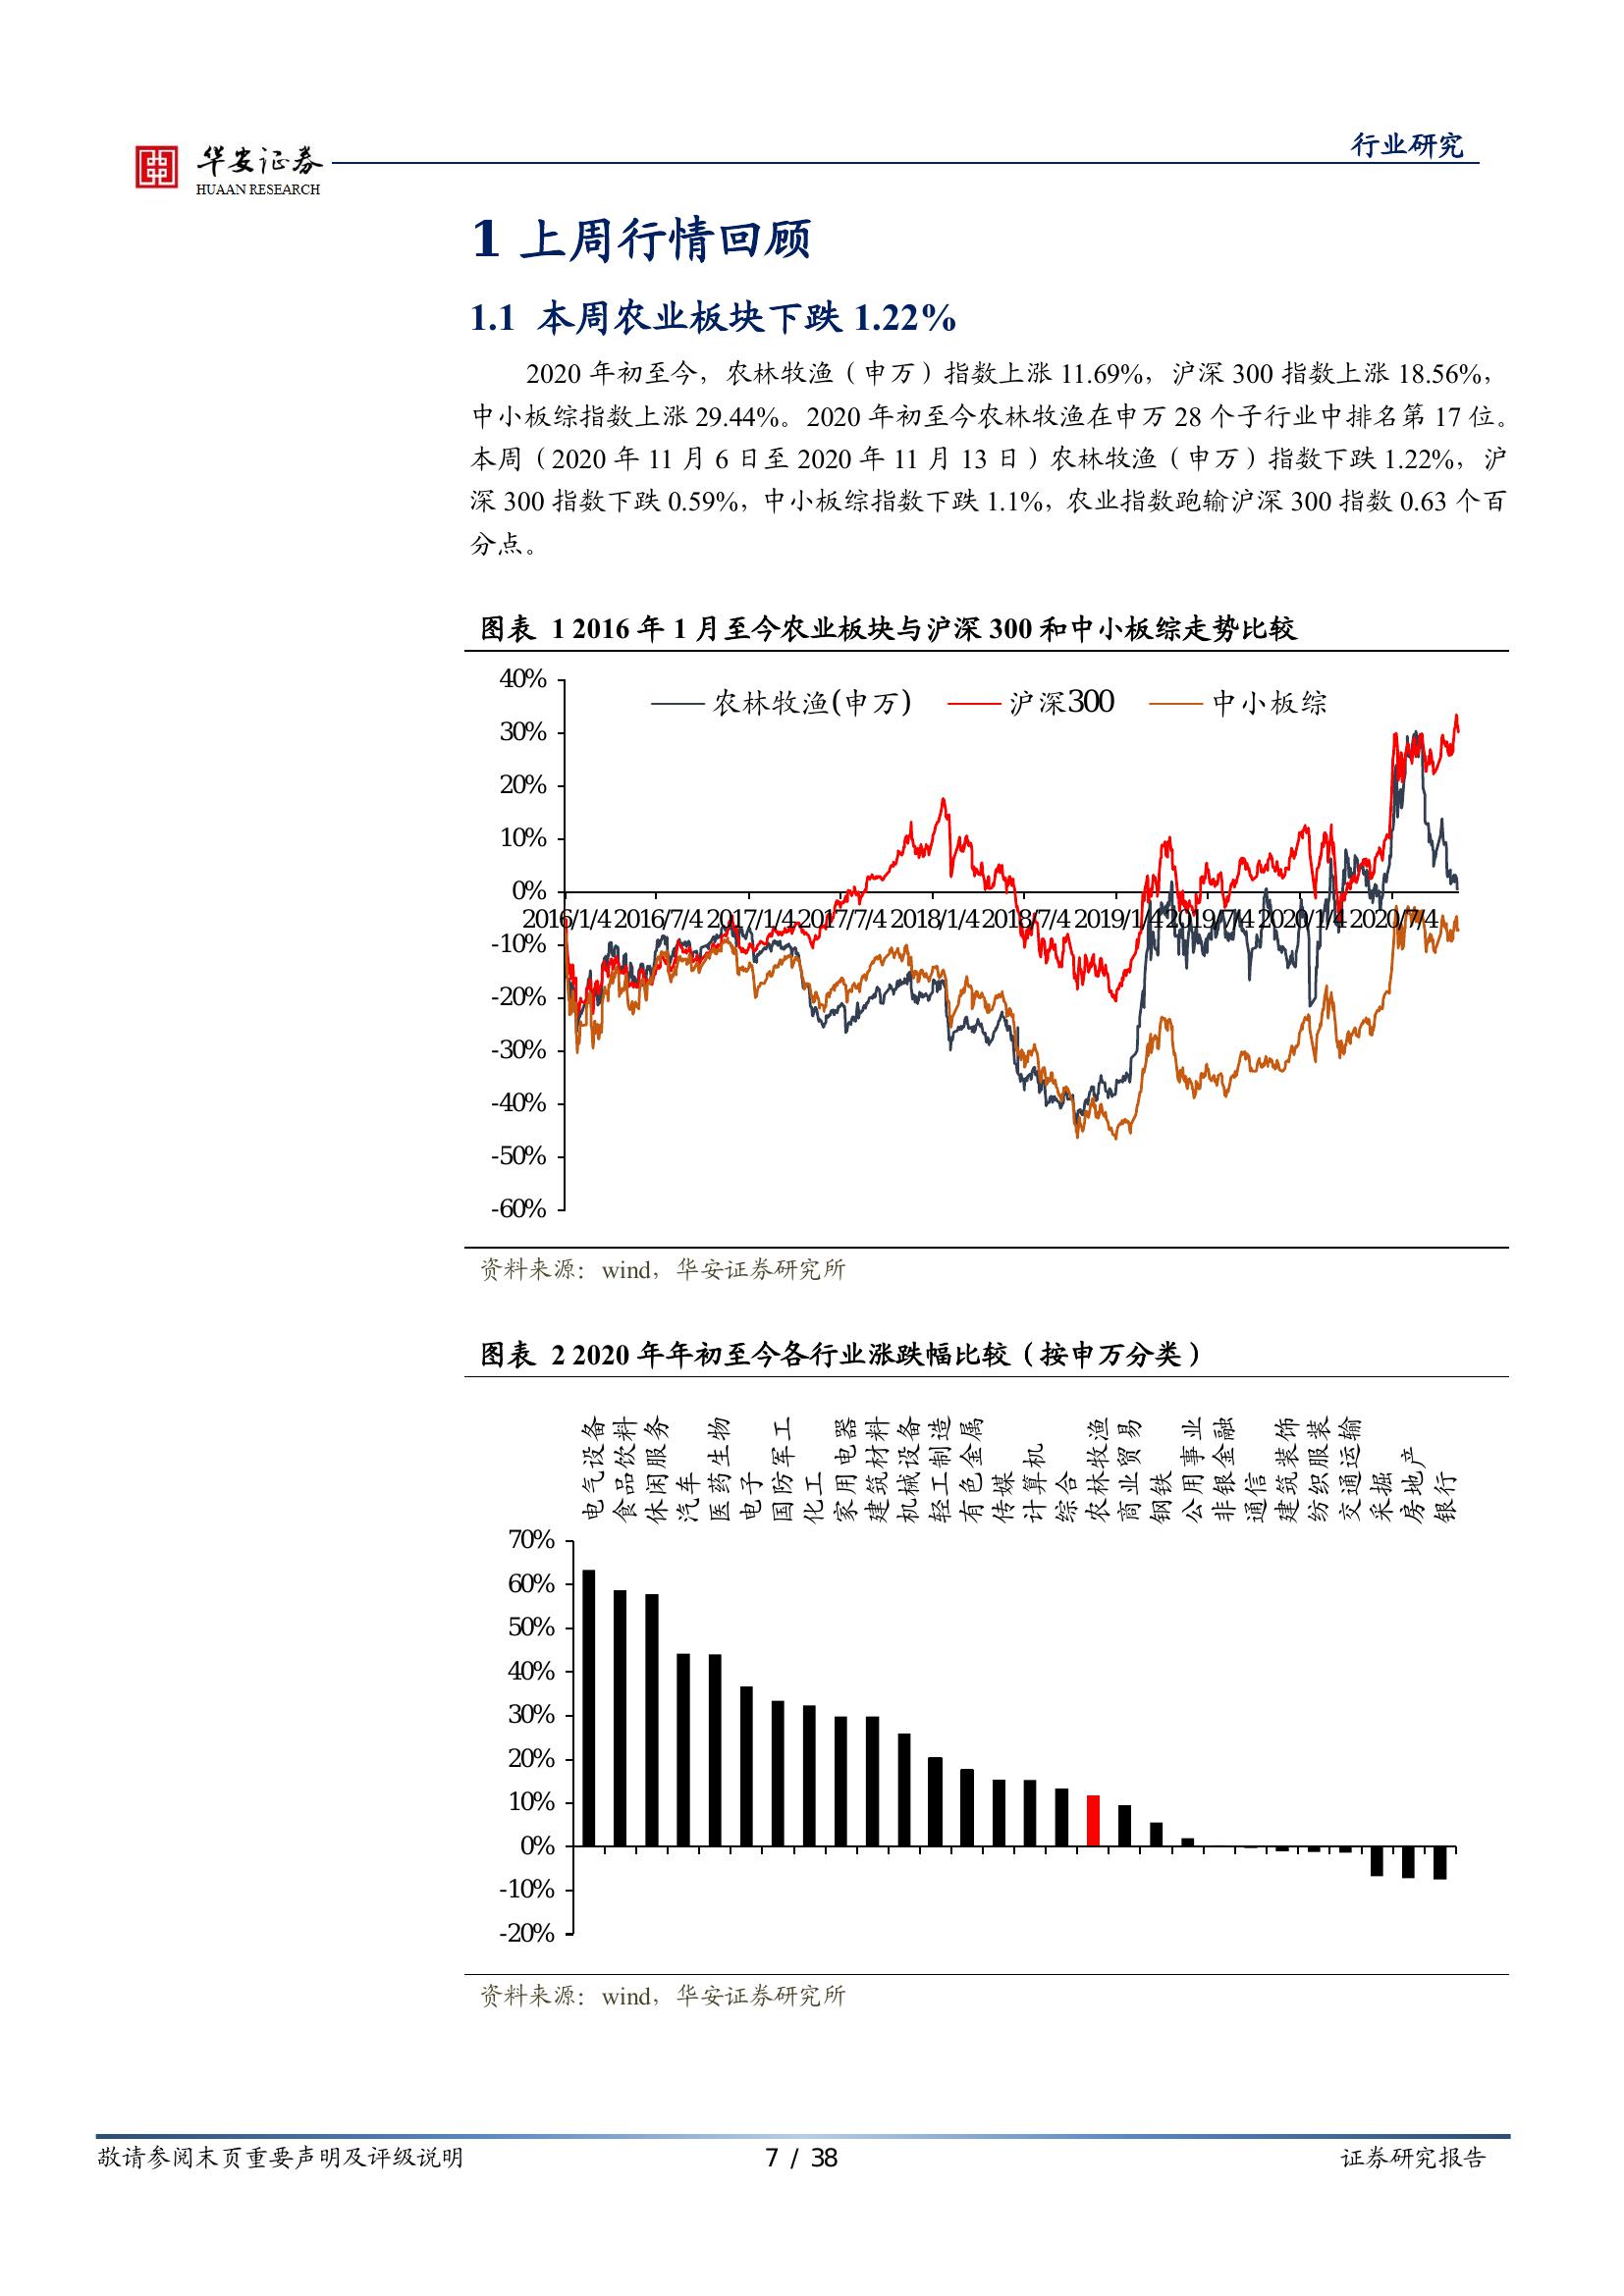 华安证券
HUAAN RESEARCH
行业研究
1 上周行情回顾
1.1 本周农业板块下跌 1.22%
2020 年初至今，农林牧渔（申万）指数上涨 11.69%，沪深 300 指数上涨 18.56%，
中小板综指数上涨 29.44%。2020 年初至今农林牧渔在申万 28 个子行业中排名第 17 位。
本周（2020 年 11 月 6 日至 2020 年 11 月 13 日）农林牧渔（申万）指数下跌 1.22%，沪
深 300 指数下跌 0.59%，中小板综指数下跌 1.1%，农业指数跑输沪深 300 指数 0.63 个百
分点。
图表 1 2016 年 1 月至今农业板块与沪深 300 和中小板综走势比较
农林牧渔(申万) 沪深300 中小板综
40%
30%
20%
10%
0%
-10%
-20%
-30%
-40%
-50%
-60%
2016/1/4 2016/7/4 2017/1/4 2017/7/4 2018/1/4 2018/7/4 2019/1/4 2019/7/4 2020/1/4 2020/7/4
资料来源：wind，华安证券研究所
图表 2 2020 年年初至今各行业涨跌幅比较（按申万分类）
电气设备
食品饮料
休闲服务
汽车
医药生物
电子
国防军工
化工
家用电器
建筑材料
机械设备
轻工制造
有色金属
传媒
计算机
综合
农林牧渔
商业贸易
钢铁
公用事业
非银金融
通信
建筑装饰
纺织服装
交通运输
采掘
房地产
银行
70%
60%
50%
40%
30%
20%
10%
0%
-10%
-20%
资料来源：wind，华安证券研究所
敬请参阅末页重要声明及评级说明
7 / 38
证券研究报告